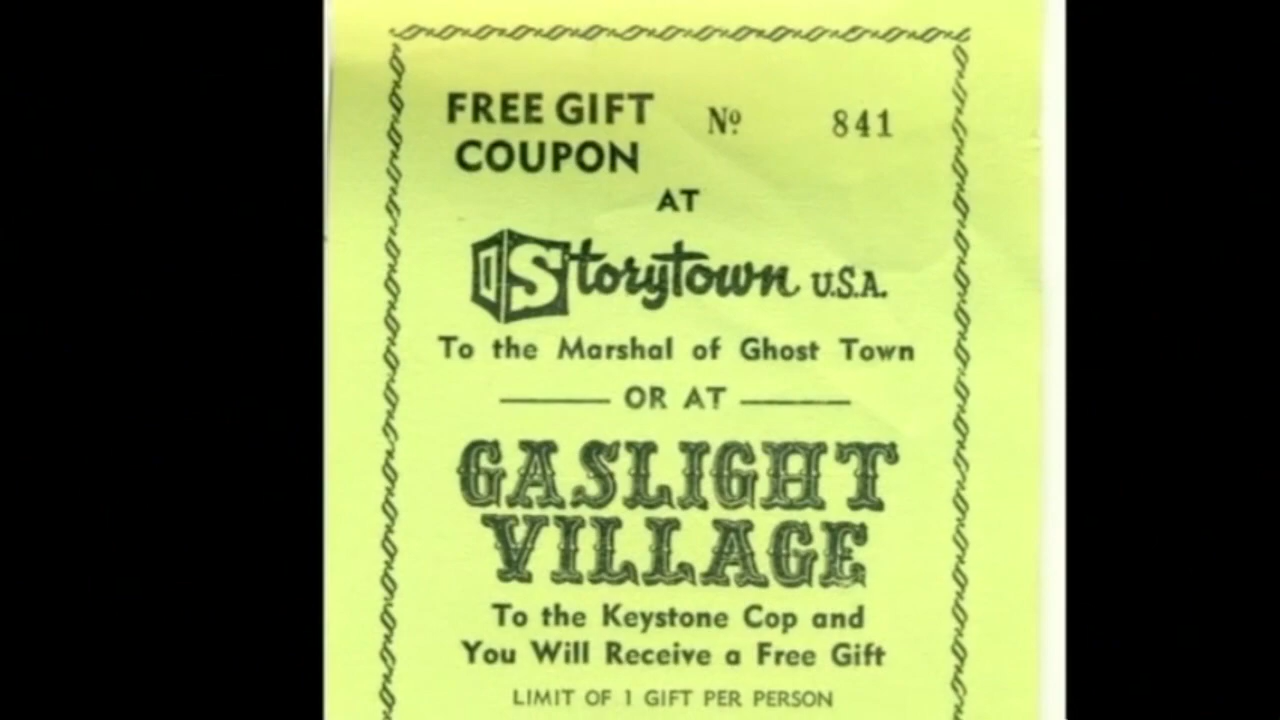 FREE GIFT
COUPON
Nº 841
AT
Storytown U.S.A.
To the Marshal of Ghost Town
OR AT
GASLIGHT
VILLAGE
To the Keystone Cop and
You Will Receive a Free Gift
LIMIT OF 1 GIFT PER PERSON